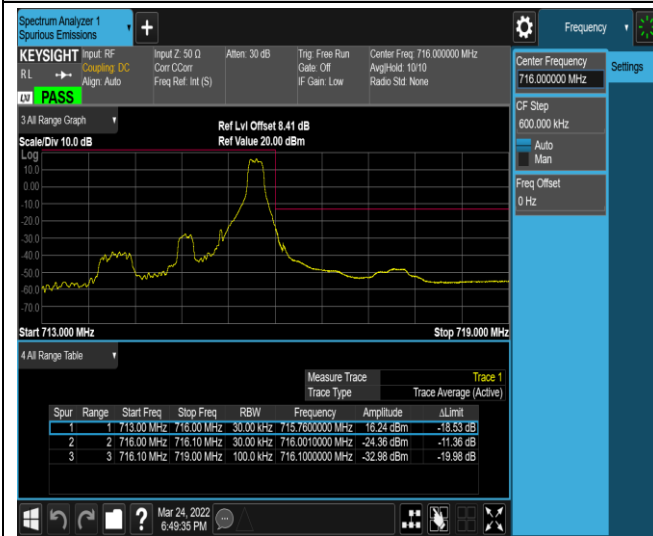 Spectrum Analyzer 1
Spurious Emissions
+
Frequency
KEYSIGHT Input: RF Input Z: 50 Ω Atten: 30 dB Trig: Free Run Center Freq: 716.000000 MHz
RL Coupling: DC Corr CCorr Gate: Off Avg|Hold: 10/10
Align: Auto Freq Ref: Int (S) IF Gain: Low Radio Std: None
LXI PASS
Center Frequency
716.000000 MHz
Settings
CF Step
600.000 kHz
Auto
Man
Freq Offset
0 Hz
3 All Range Graph
Ref Lvl Offset 8.41 dB
Scale/Div 10.0 dB Ref Value 20.00 dBm
Log
10.0
0.00
-10.0
-20.0
-30.0
-40.0
-50.0
-60.0
-70.0
Start 713.000 MHz Stop 719.000 MHz
4 All Range Table
Measure Trace Trace 1
Trace Type Trace Average (Active)
Spur Range Start Freq Stop Freq RBW Frequency Amplitude ΔLimit
1 1 713.00 MHz 716.00 MHz 30.00 kHz 715.7600000 MHz 16.24 dBm -18.53 dB
2 2 716.00 MHz 716.10 MHz 30.00 kHz 716.0010000 MHz -24.36 dBm -11.36 dB
3 3 716.10 MHz 719.00 MHz 100.0 kHz 716.1000000 MHz -32.98 dBm -19.98 dB
? Mar 24, 2022
6:49:35 PM